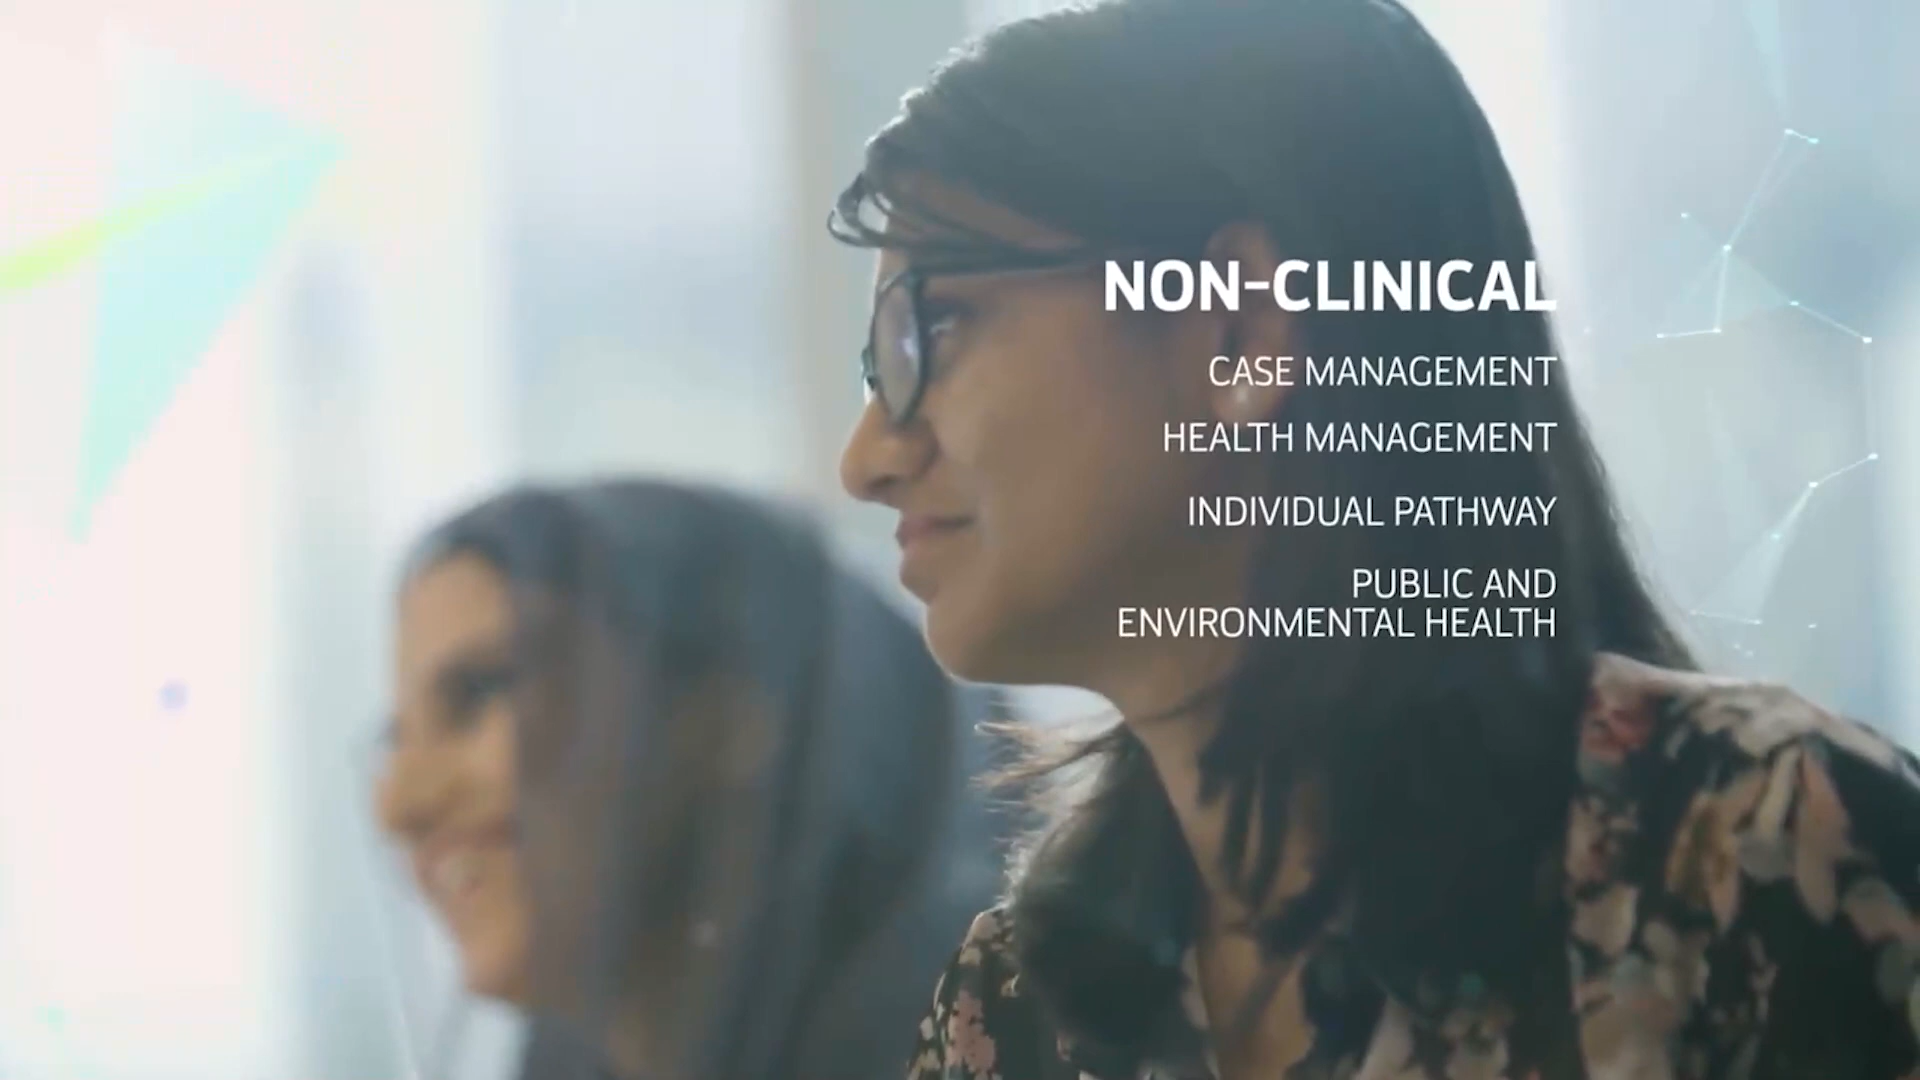 NON-CLINICAL
CASE MANAGEMENT
HEALTH MANAGEMENT
INDIVIDUAL PATHWAY
PUBLIC AND
ENVIRONMENTAL HEALTH